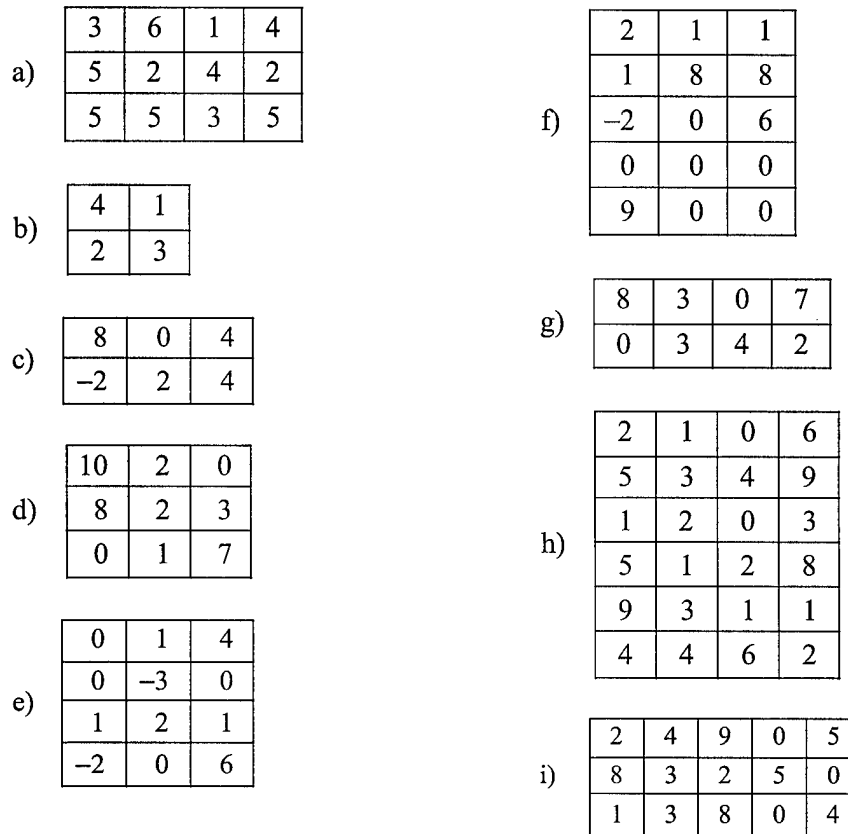 a)
3 6 1 4
5 2 4 2
5 5 3 5
b)
4 1
2 3
c)
8 0 4
–2 2 4
d)
10 2 0
8 2 3
0 1 7
e)
0 1 4
0 –3 0
1 2 1
–2 0 6
f)
2 1 1
1 8 8
–2 0 6
0 0 0
9 0 0
g)
8 3 0 7
0 3 4 2
h)
2 1 0 6
5 3 4 9
1 2 0 3
5 1 2 8
9 3 1 1
4 4 6 2
i)
2 4 9 0 5
8 3 2 5 0
1 3 8 0 4